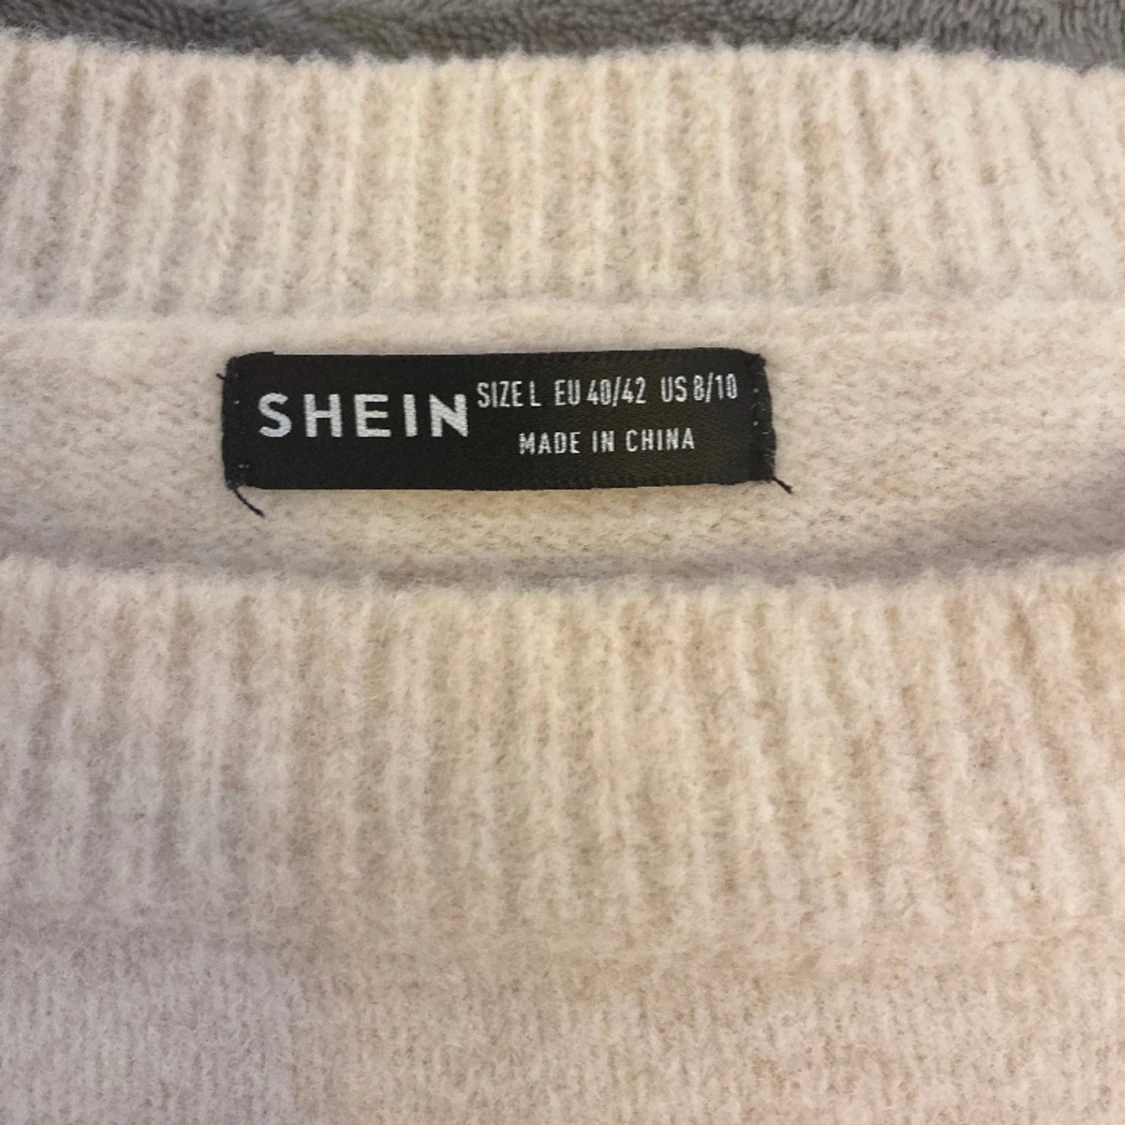 SHEIN
SIZE L EU 40/42 US 8/10
MADE IN CHINA